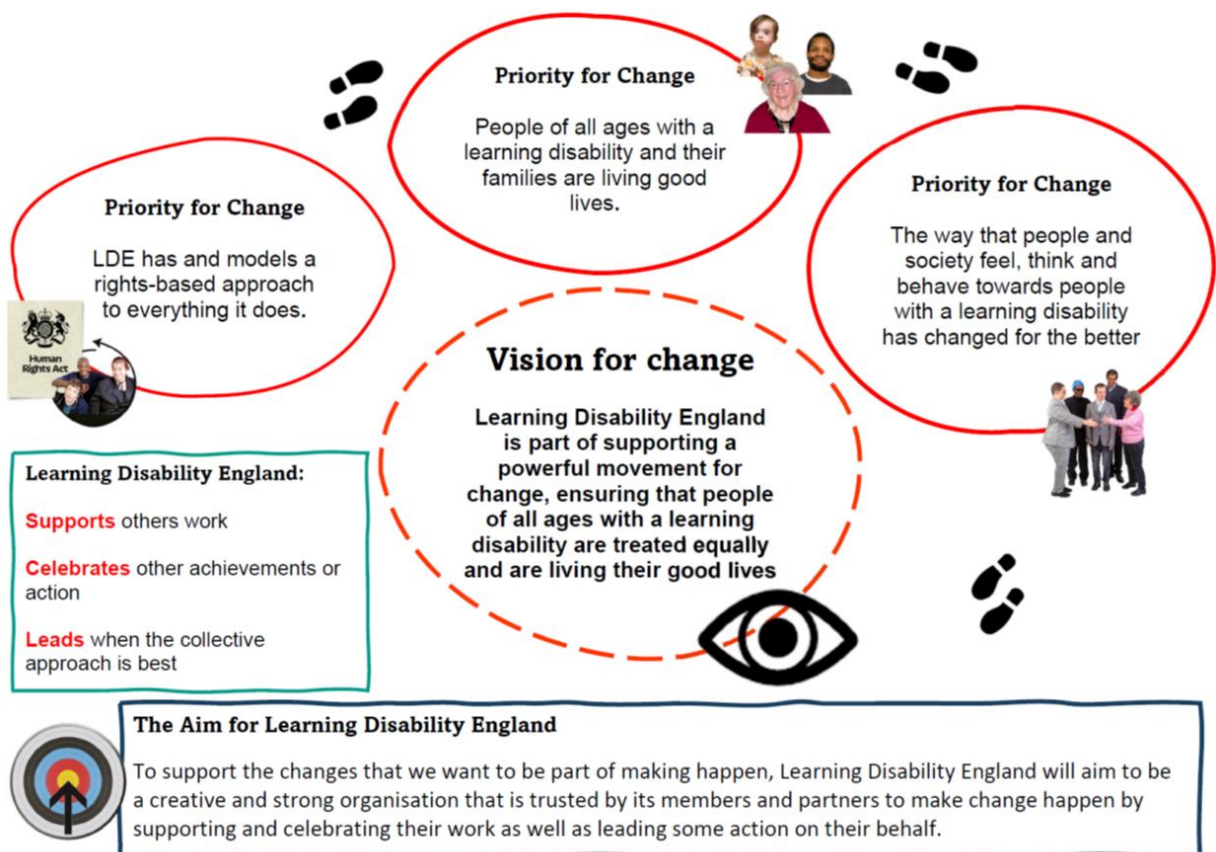 Priority for Change
People of all ages with a
learning disability and their
families are living good
lives.
Priority for Change
LDE has and models a
rights-based approach
to everything it does.
Human
Rights Act
Priority for Change
The way that people and
society feel, think and
behave towards people
with a learning disability
has changed for the better
Vision for change
Learning Disability England
is part of supporting a
powerful movement for
change, ensuring that people
of all ages with a learning
disability are treated equally
and are living their good lives
Learning Disability England:
Supports others work
Celebrates other achievements or
action
Leads when the collective
approach is best
The Aim for Learning Disability England
To support the changes that we want to be part of making happen, Learning Disability England will aim to be
a creative and strong organisation that is trusted by its members and partners to make change happen by
supporting and celebrating their work as well as leading some action on their behalf.